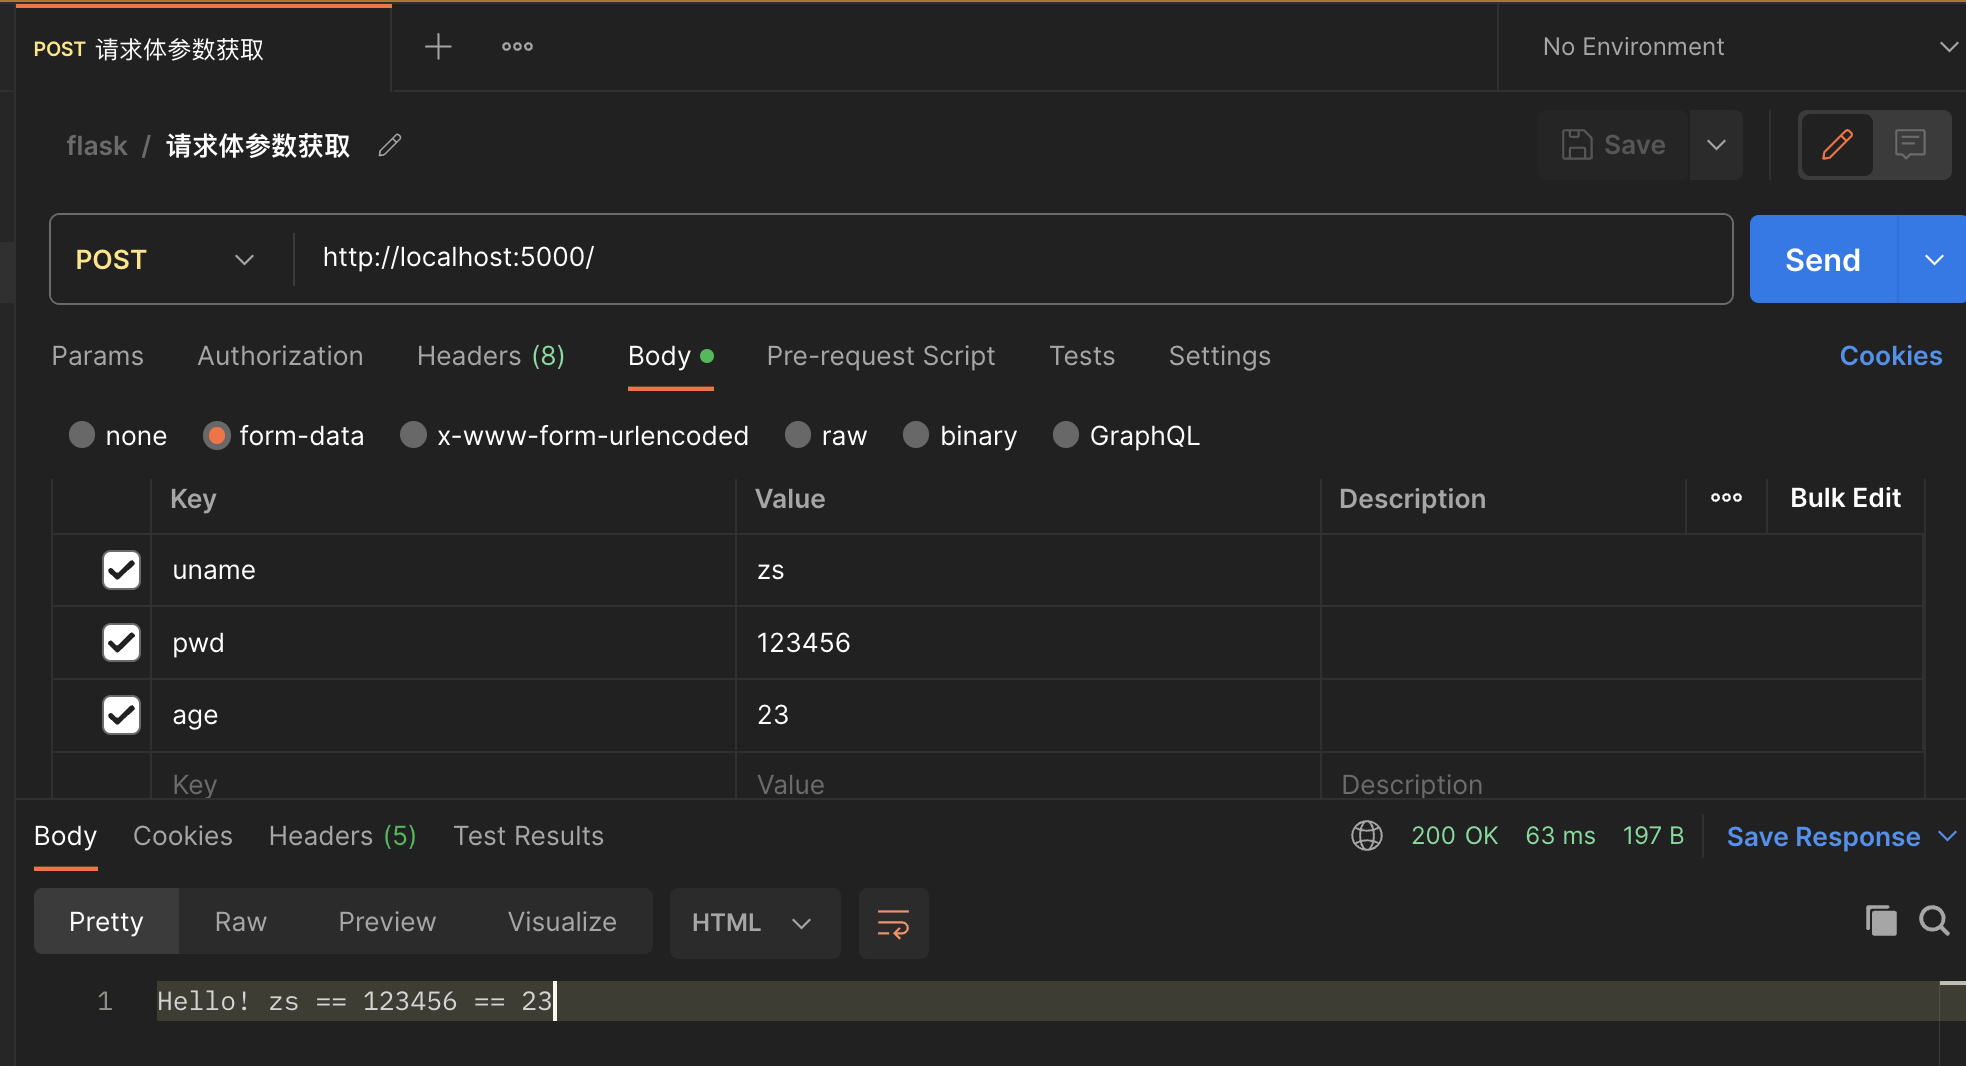 POST 请求体参数获取
No Environment
flask / 请求体参数获取
Save
POST http://localhost:5000/ Send
Params Authorization Headers (8) Body Pre-request Script Tests Settings Cookies
none form-data x-www-form-urlencoded raw binary GraphQL
Key Value Description Bulk Edit
uname zs
pwd 123456
age 23
Key Value Description
Body Cookies Headers (5) Test Results 200 OK 63 ms 197 B Save Response
Pretty Raw Preview Visualize HTML
1 Hello! zs == 123456 == 23